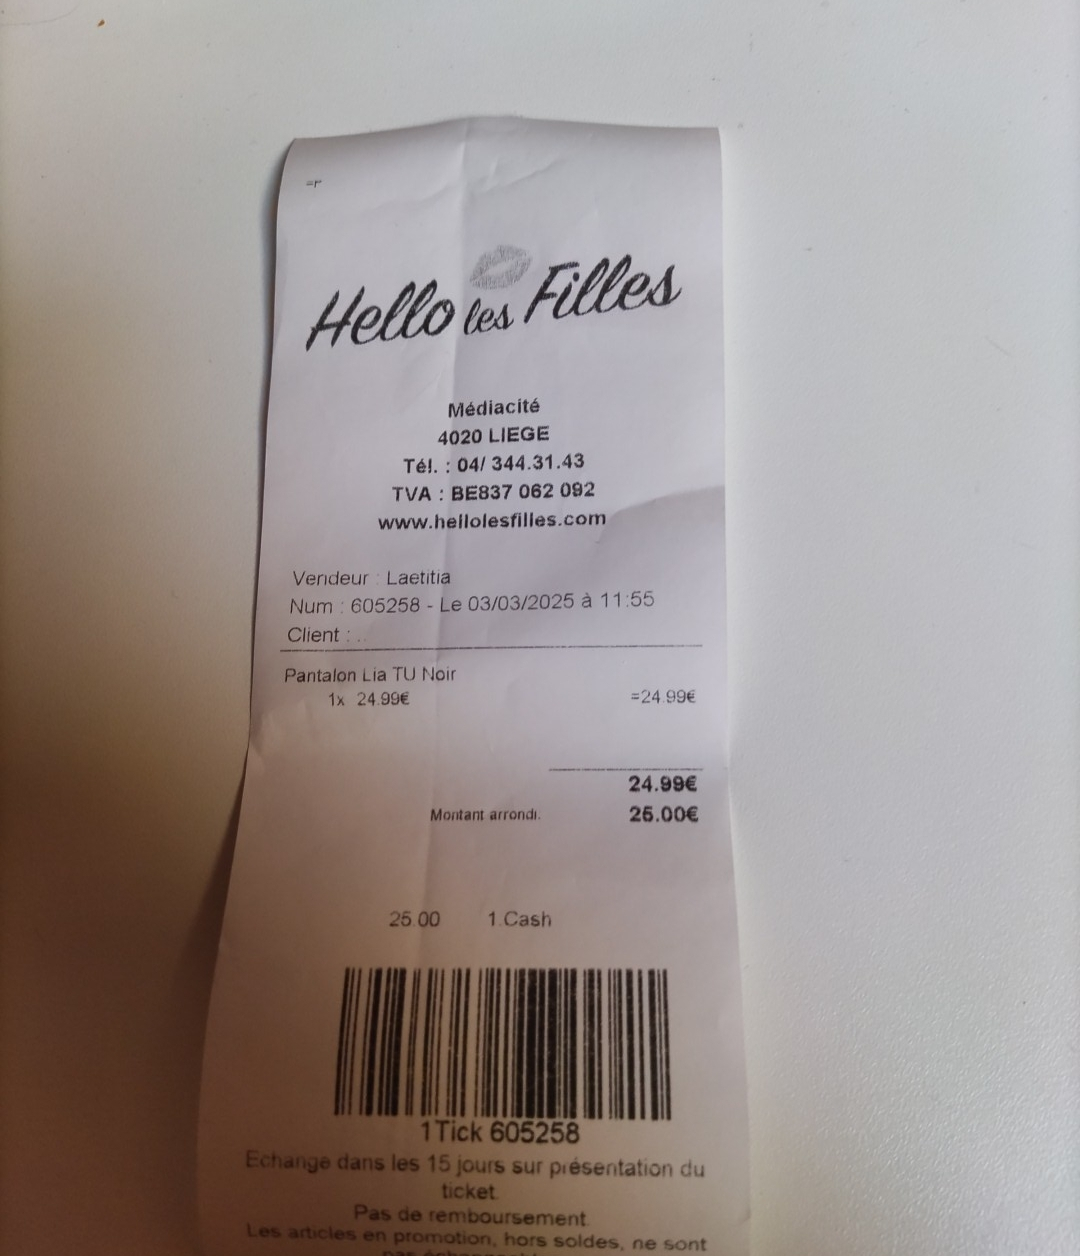 Hello les Filles
Médiacité
4020 LIEGE
Tél. : 04/ 344.31.43
TVA : BE837 062 092
www.hellolesfilles.com
Vendeur : Laetitia
Num : 605258 - Le 03/03/2025 à 11:55
Client : ..
Pantalon Lia TU Noir
1x 24.99€ =24.99€
24.99€
Montant arrondi. 25.00€
25.00 1.Cash
1Tick 605258
Echange dans les 15 jours sur présentation du
ticket.
Pas de remboursement.
Les articles en promotion, hors soldes, ne sont
pas